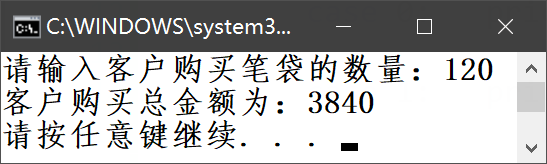 C:\WINDOWS\system3...
请输入客户购买笔袋的数量：120
客户购买总金额为：3840
请按任意键继续. . .